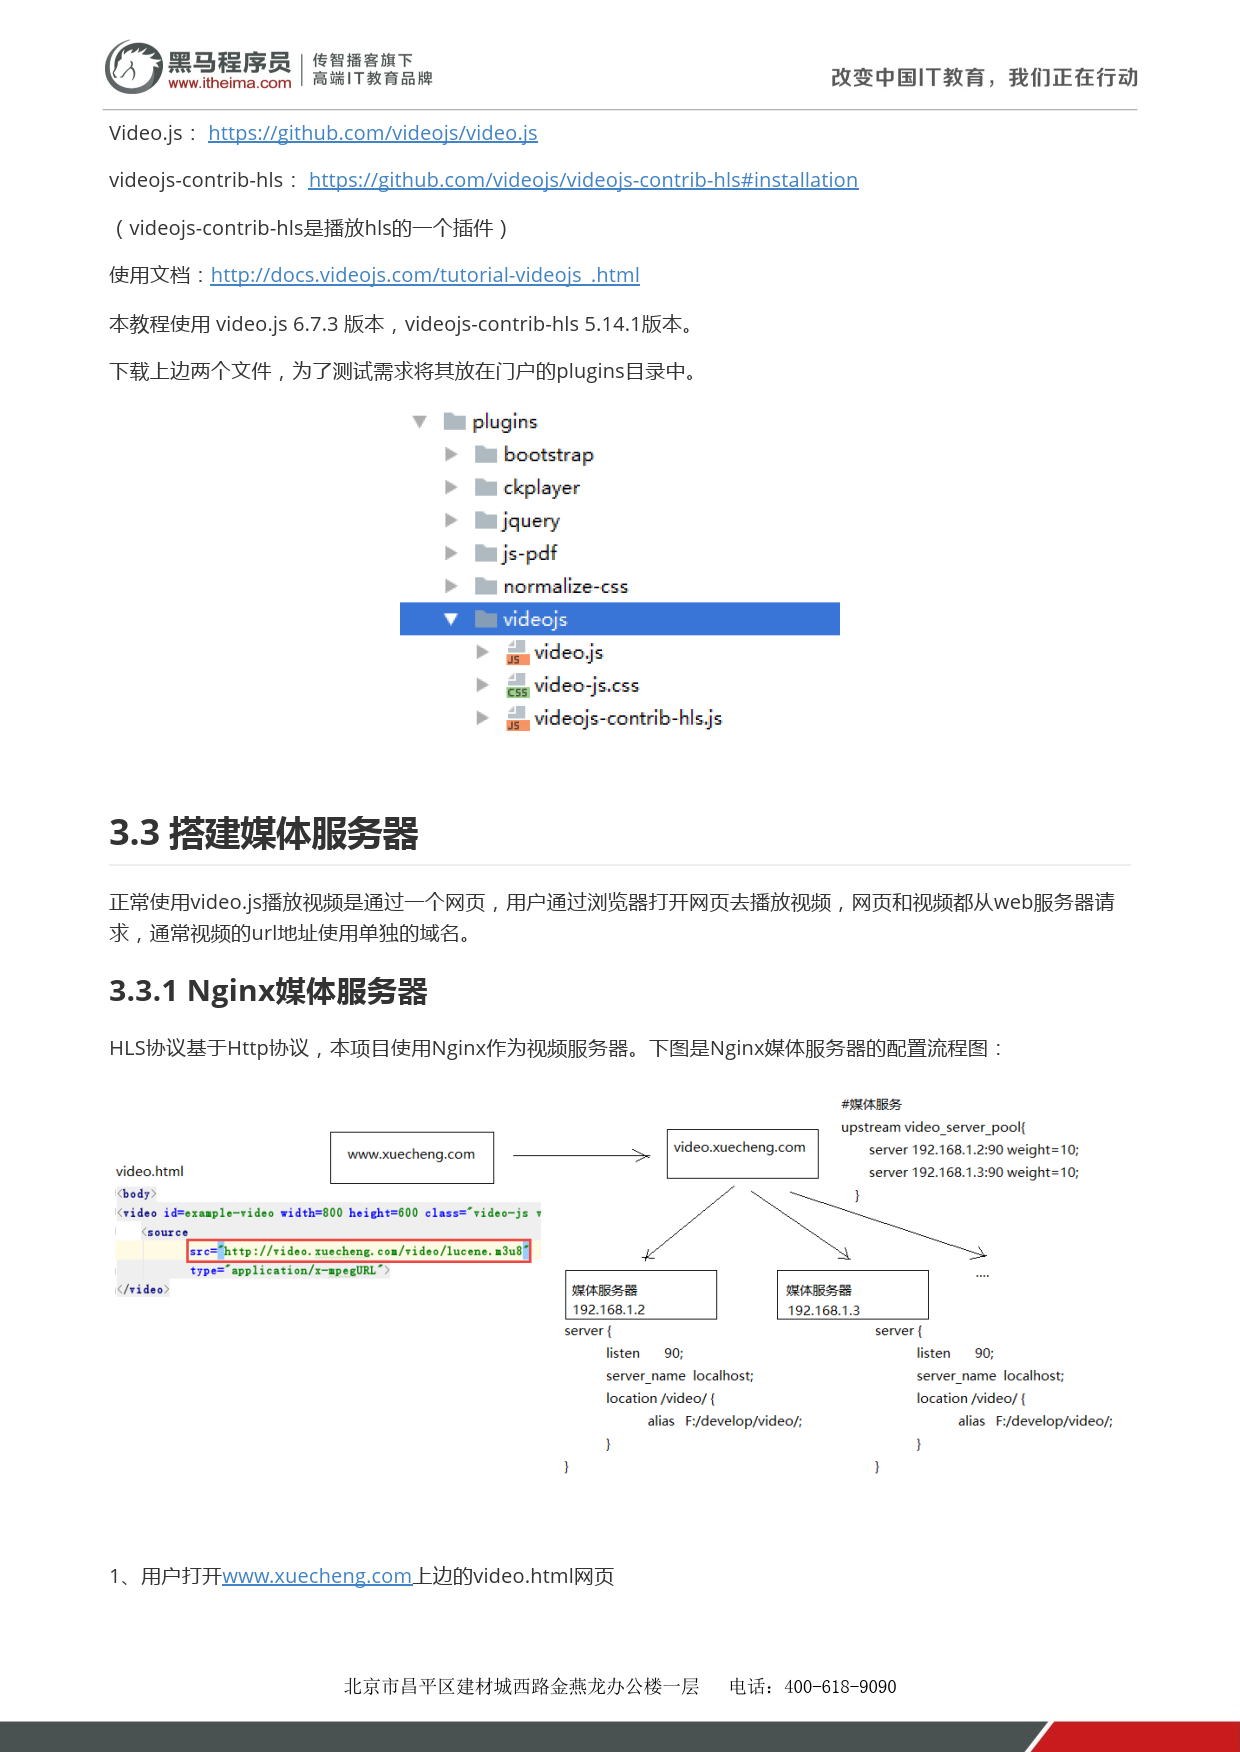 黑马程序员
www.itheima.com
传智播客旗下
高端IT教育品牌
改变中国IT教育，我们正在行动
Video.js： https://github.com/videojs/video.js
videojs-contrib-hls： https://github.com/videojs/videojs-contrib-hls#installation
（videojs-contrib-hls是播放hls的一个插件）
使用文档：http://docs.videojs.com/tutorial-videojs_.html
本教程使用 video.js 6.7.3 版本，videojs-contrib-hls 5.14.1版本。
下载上边两个文件，为了测试需求将其放在门户的plugins目录中。
plugins
bootstrap
ckplayer
jquery
js-pdf
normalize-css
videojs
video.js
video-js.css
videojs-contrib-hls.js
3.3 搭建媒体服务器
正常使用video.js播放视频是通过一个网页，用户通过浏览器打开网页去播放视频，网页和视频都从web服务器请
求，通常视频的url地址使用单独的域名。
3.3.1 Nginx媒体服务器
HLS协议基于Http协议，本项目使用Nginx作为视频服务器。下图是Nginx媒体服务器的配置流程图：
#媒体服务
upstream video_server_pool{
server 192.168.1.2:90 weight=10;
server 192.168.1.3:90 weight=10;
}
www.xuecheng.com
video.xuecheng.com
video.html
<body>
<video id=example-video width=800 height=600 class="video-js v
<source
src="http://video.xuecheng.com/video/lucene.m3u8"
type="application/x-mpegURL">
</video>
....
媒体服务器
192.168.1.2
server {
listen 90;
server_name localhost;
location /video/ {
alias F:/develop/video/;
}
}
媒体服务器
192.168.1.3
server {
listen 90;
server_name localhost;
location /video/ {
alias F:/develop/video/;
}
}
1、用户打开www.xuecheng.com上边的video.html网页
北京市昌平区建材城西路金燕龙办公楼一层 电话：400-618-9090